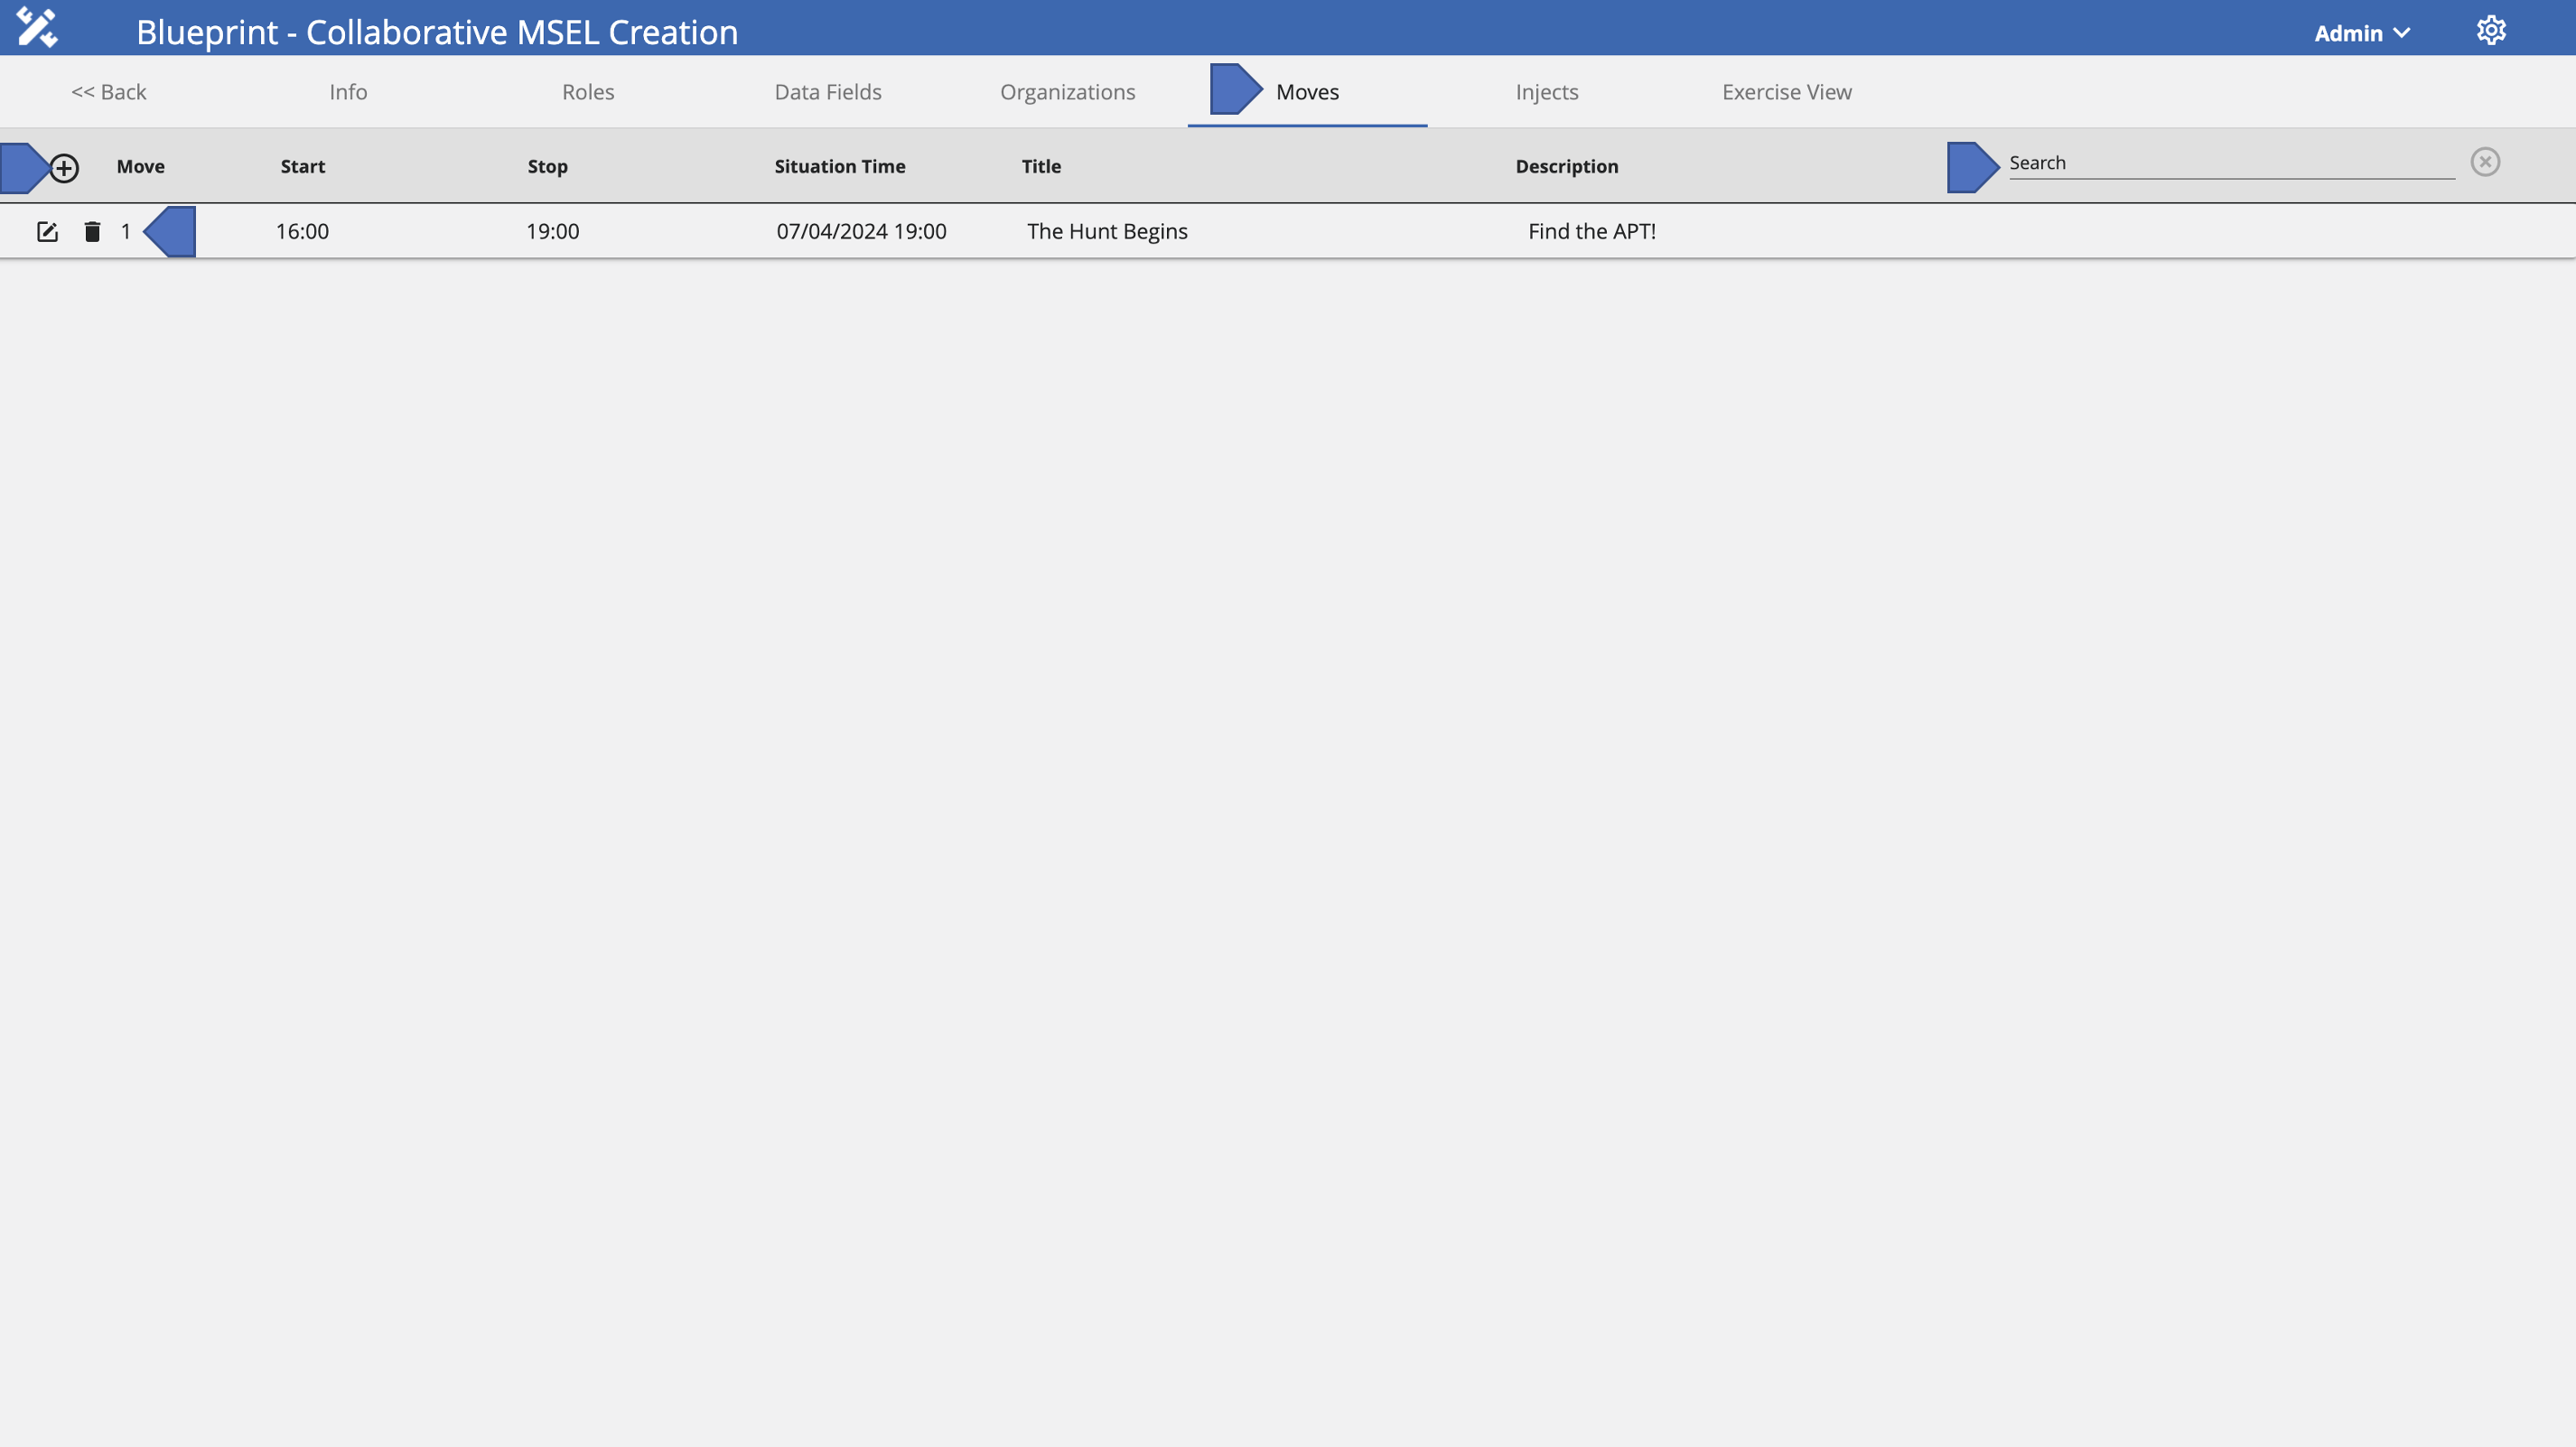 Blueprint - Collaborative MSEL Creation Admin
<< Back Info Roles Data Fields Organizations Moves Injects Exercise View
Move Start Stop Situation Time Title Description Search
1 16:00 19:00 07/04/2024 19:00 The Hunt Begins Find the APT!